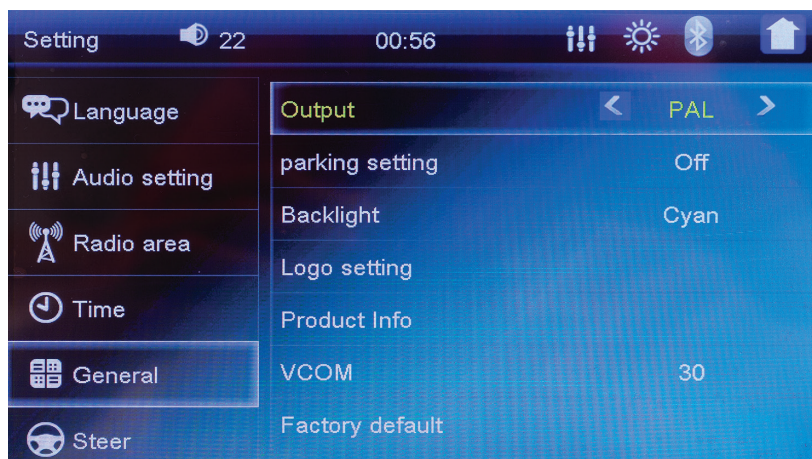 Setting 22 00:56
Language
Audio setting
Radio area
Time
General
Steer
Output PAL
parking setting Off
Backlight Cyan
Logo setting
Product Info
VCOM 30
Factory default